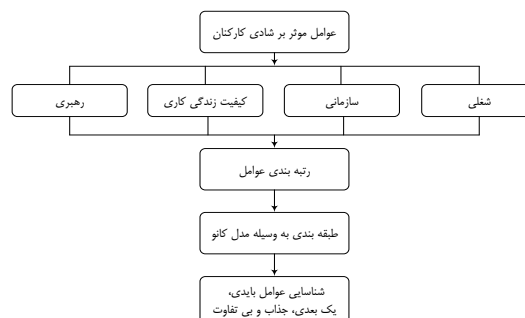 عوامل موثر بر شادی کارکنان
شغلی
سازمانی
کیفیت زندگی کاری
رهبری
رتبه بندی عوامل
طبقه بندی به وسیله مدل کانو
شناسایی عوامل بایدی،
یک بعدی، جذاب و بی تفاوت